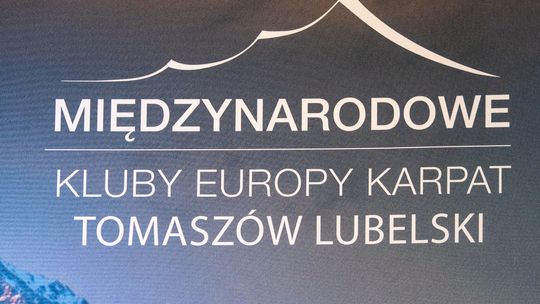 MIĘDZYNARODOWE
KLUBY EUROPY KARPAT
TOMASZÓW LUBELSKI